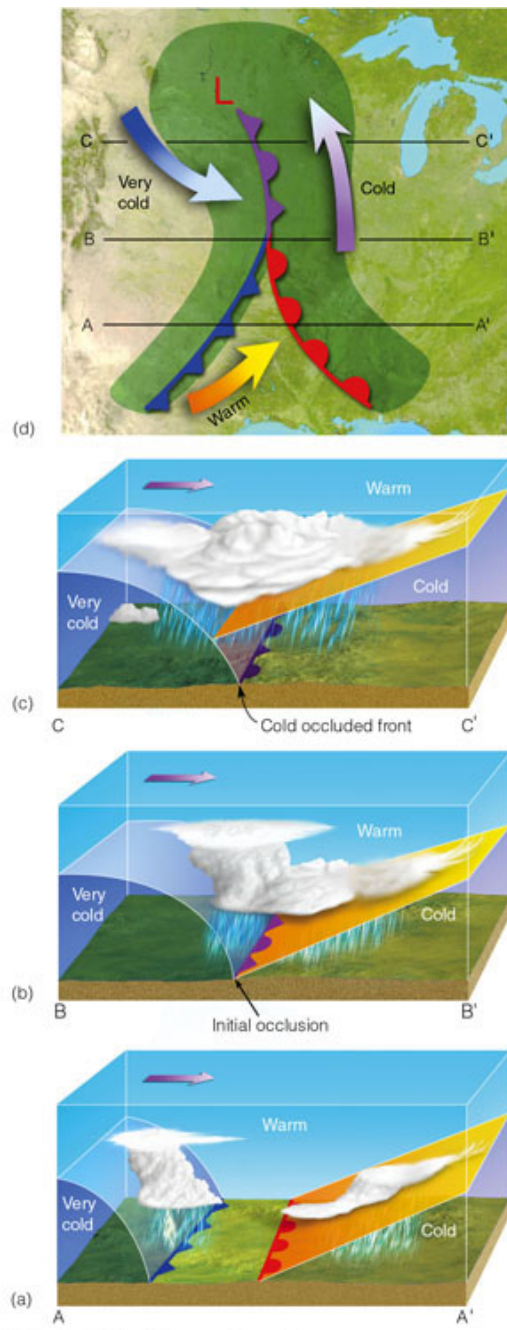 L
C
C'
Very
cold
Cold
B
B'
A
A'
Warm
(d)
Warm
Very
cold
Cold
(c)
C
Cold occluded front
C'
Warm
Very
cold
Cold
(b)
B
Initial occlusion
B'
Warm
Very
cold
Cold
(a)
A
A'